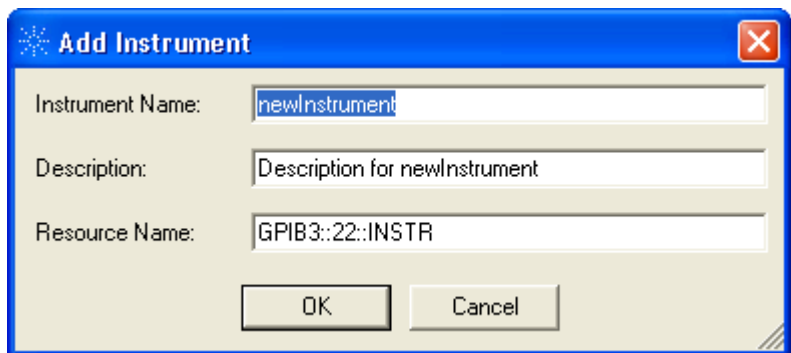 Add Instrument
Instrument Name: newInstrument
Description: Description for newInstrument
Resource Name: GPIB3::22::INSTR
OK Cancel